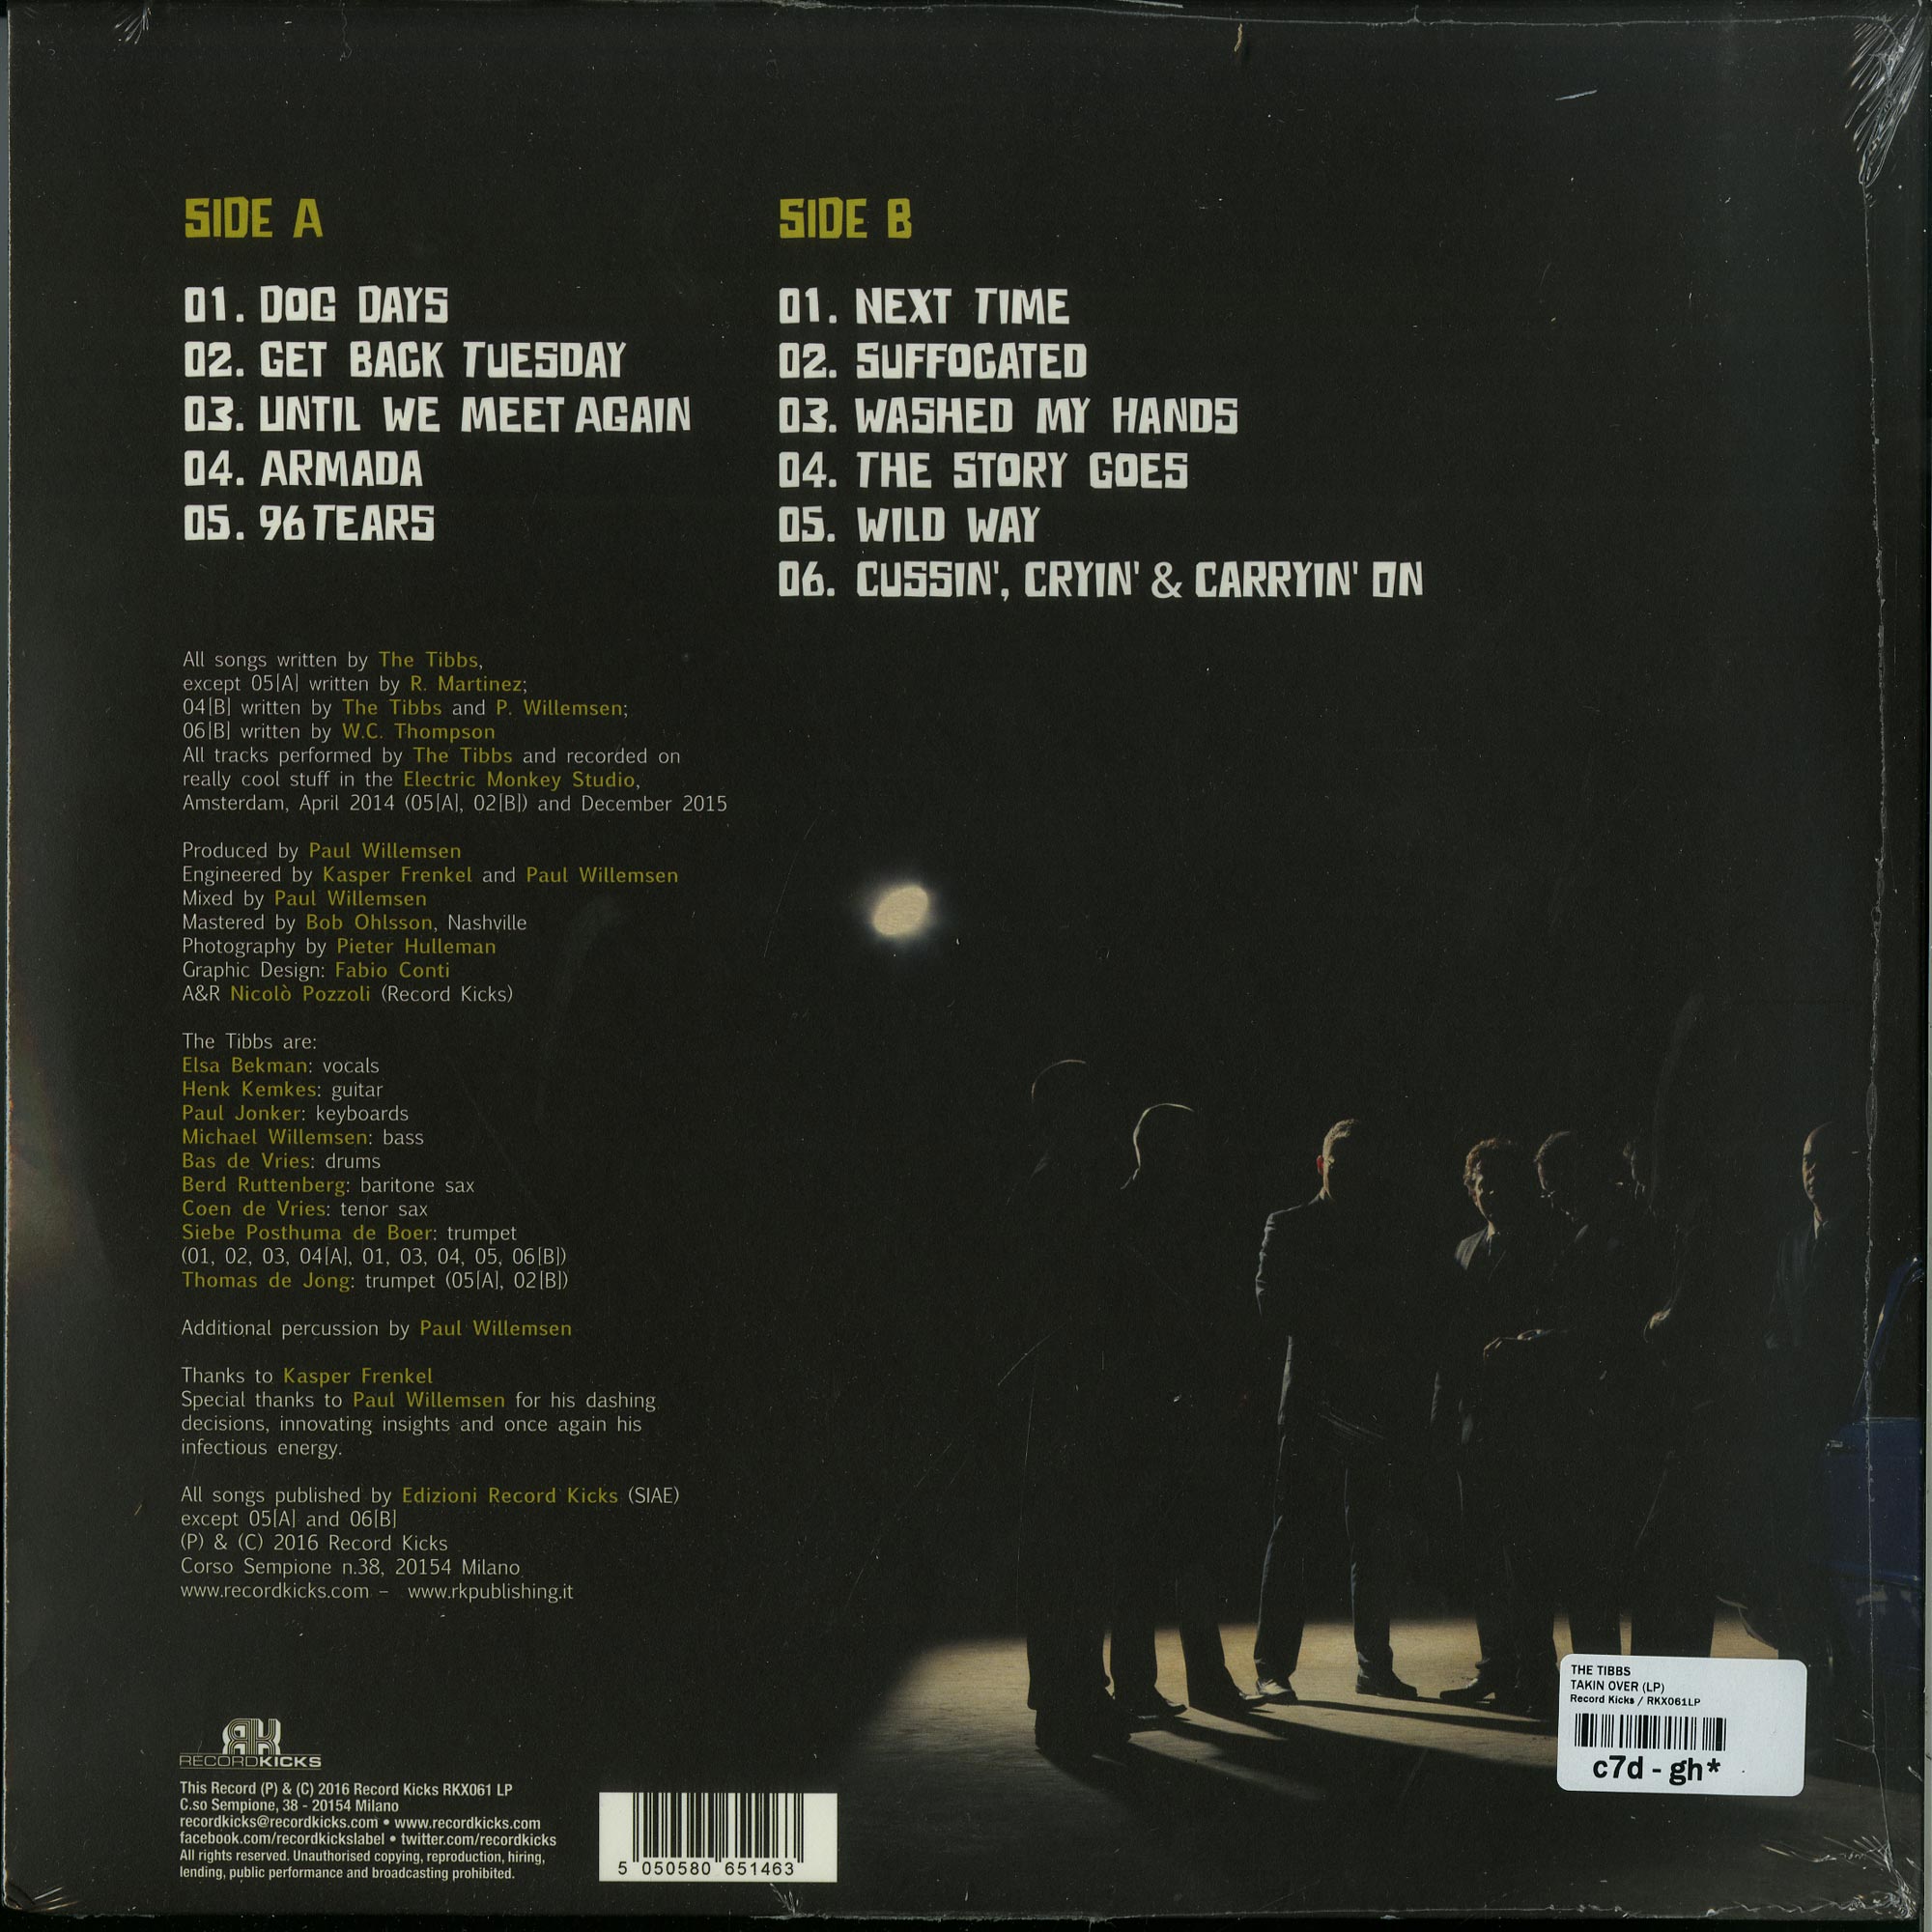 SIDE A
01. DOG DAYS
02. GET BACK TUESDAY
03. UNTIL WE MEET AGAIN
04. ARMADA
05. 96 TEARS
SIDE B
01. NEXT TIME
02. SUFFOCATED
03. WASHED MY HANDS
04. THE STORY GOES
05. WILD WAY
06. CUSSIN', CRYIN' & CARRYIN' ON
All songs written by The Tibbs,
except 05[A] written by R. Martinez;
04[B] written by The Tibbs and P. Willemsen;
06[B] written by W.C. Thompson
All tracks performed by The Tibbs and recorded on
really cool stuff in the Electric Monkey Studio,
Amsterdam, April 2014 (05[A], 02[B]) and December 2015
Produced by Paul Willemsen
Engineered by Kasper Frenkel and Paul Willemsen
Mixed by Paul Willemsen
Mastered by Bob Ohlsson, Nashville
Photography by Pieter Hulleman
Graphic Design: Fabio Conti
A&R Nicolò Pozzoli (Record Kicks)
The Tibbs are:
Elsa Bekman: vocals
Henk Kemkes: guitar
Paul Jonker: keyboards
Michael Willemsen: bass
Bas de Vries: drums
Berd Ruttenberg: baritone sax
Coen de Vries: tenor sax
Siebe Posthuma de Boer: trumpet
(01, 02, 03, 04[A], 01, 03, 04, 05, 06[B])
Thomas de Jong: trumpet (05[A], 02[B])
Additional percussion by Paul Willemsen
Thanks to Kasper Frenkel
Special thanks to Paul Willemsen for his dashing
decisions, innovating insights and once again his
infectious energy.
All songs published by Edizioni Record Kicks (SIAE)
except 05[A] and 06[B]
(P) & (C) 2016 Record Kicks
Corso Sempione n.38, 20154 Milano
www.recordkicks.com – www.rkpublishing.it
RK
RECORDKICKS
This Record (P) & (C) 2016 Record Kicks RKX061 LP
C.so Sempione, 38 - 20154 Milano
recordkicks@recordkicks.com • www.recordkicks.com
facebook.com/recordkickslabel • twitter.com/recordkicks
All rights reserved. Unauthorised copying, reproduction, hiring,
lending, public performance and broadcasting prohibited.
5 050580 651463
THE TIBBS
TAKIN OVER (LP)
Record Kicks / RKX061LP
c7d - gh*